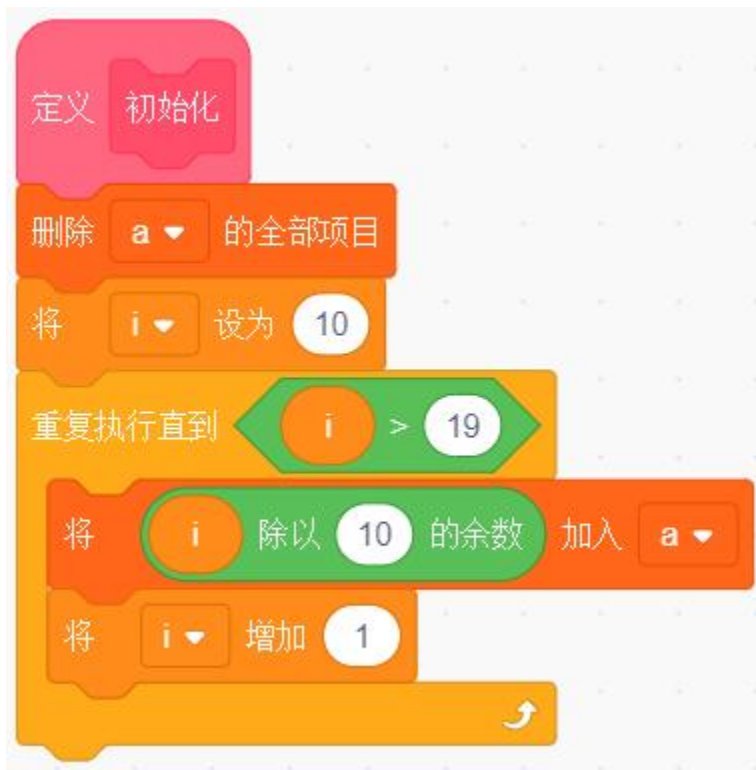 定义 初始化
删除 a 的全部项目
将 i 设为 10
重复执行直到 i > 19
将 i 除以 10 的余数 加入 a
将 i 增加 1